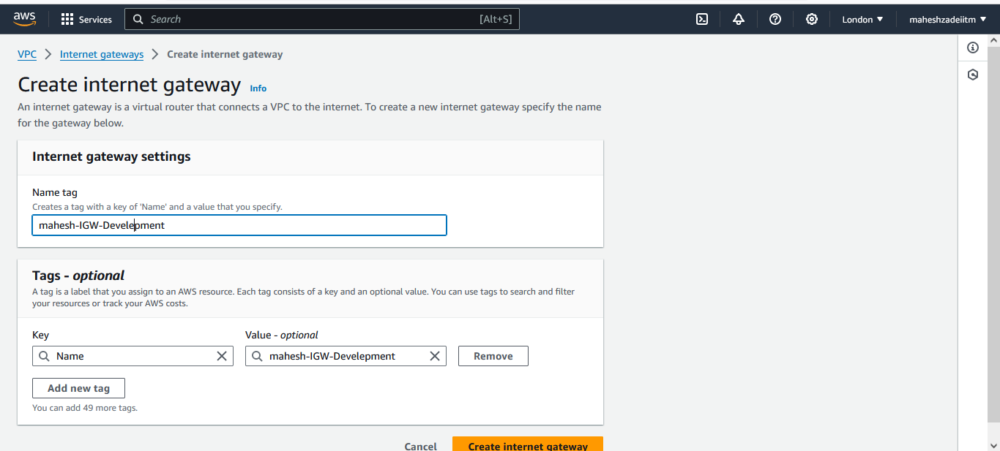 aws
Services
Search
[Alt+S]
London
maheshzadeiitm
VPC
Internet gateways
Create internet gateway
Create internet gateway
Info
An internet gateway is a virtual router that connects a VPC to the internet. To create a new internet gateway specify the name
for the gateway below.
Internet gateway settings
Name tag
Creates a tag with a key of 'Name' and a value that you specify.
mahesh-IGW-Develepment
Tags - optional
A tag is a label that you assign to an AWS resource. Each tag consists of a key and an optional value. You can use tags to search and filter
your resources or track your AWS costs.
Key
Value - optional
Name
mahesh-IGW-Develepment
Remove
Add new tag
You can add 49 more tags.
Cancel
Create internet gateway